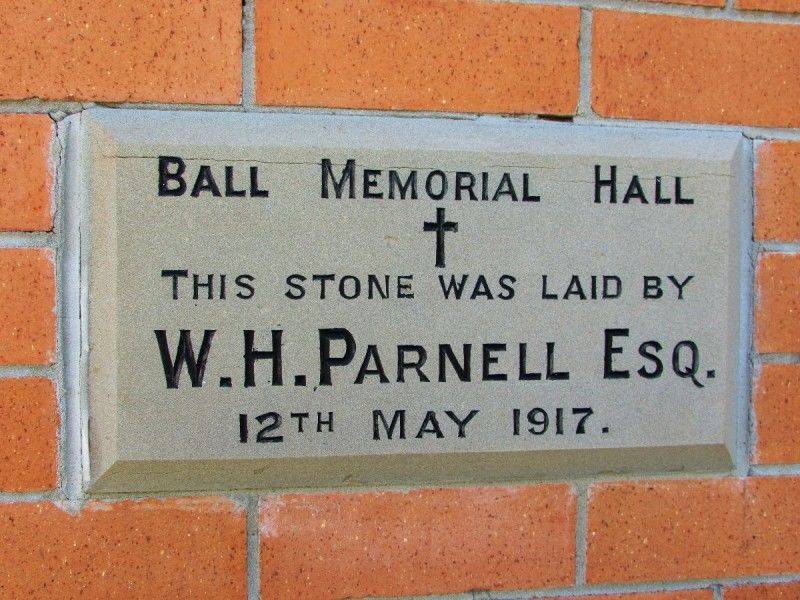 BALL MEMORIAL HALL
THIS STONE WAS LAID BY
W.H. PARNELL ESQ.
12TH MAY 1917.